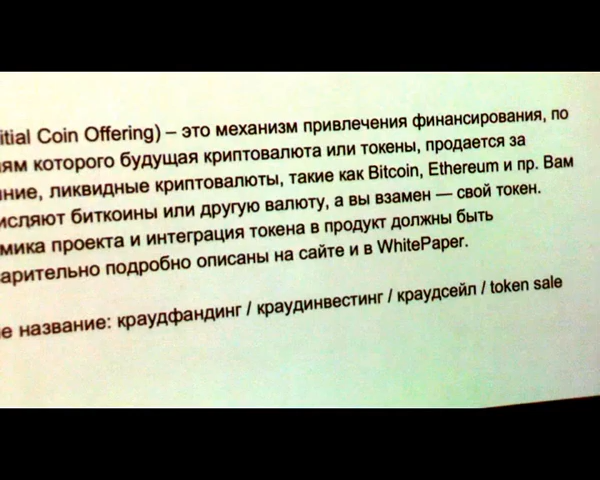 itial Coin Offering) – это механизм привлечения финансирования, по
ям которого будущая криптовалюта или токены, продается за
ние, ликвидные криптовалюты, такие как Bitcoin, Ethereum и пр. Вам
исляют биткоины или другую валюту, а вы взамен — свой токен.
мика проекта и интеграция токена в продукт должны быть
арительно подробно описаны на сайте и в WhitePaper.
е название: краудфандинг / краудинвестинг / краудсейл / token sale